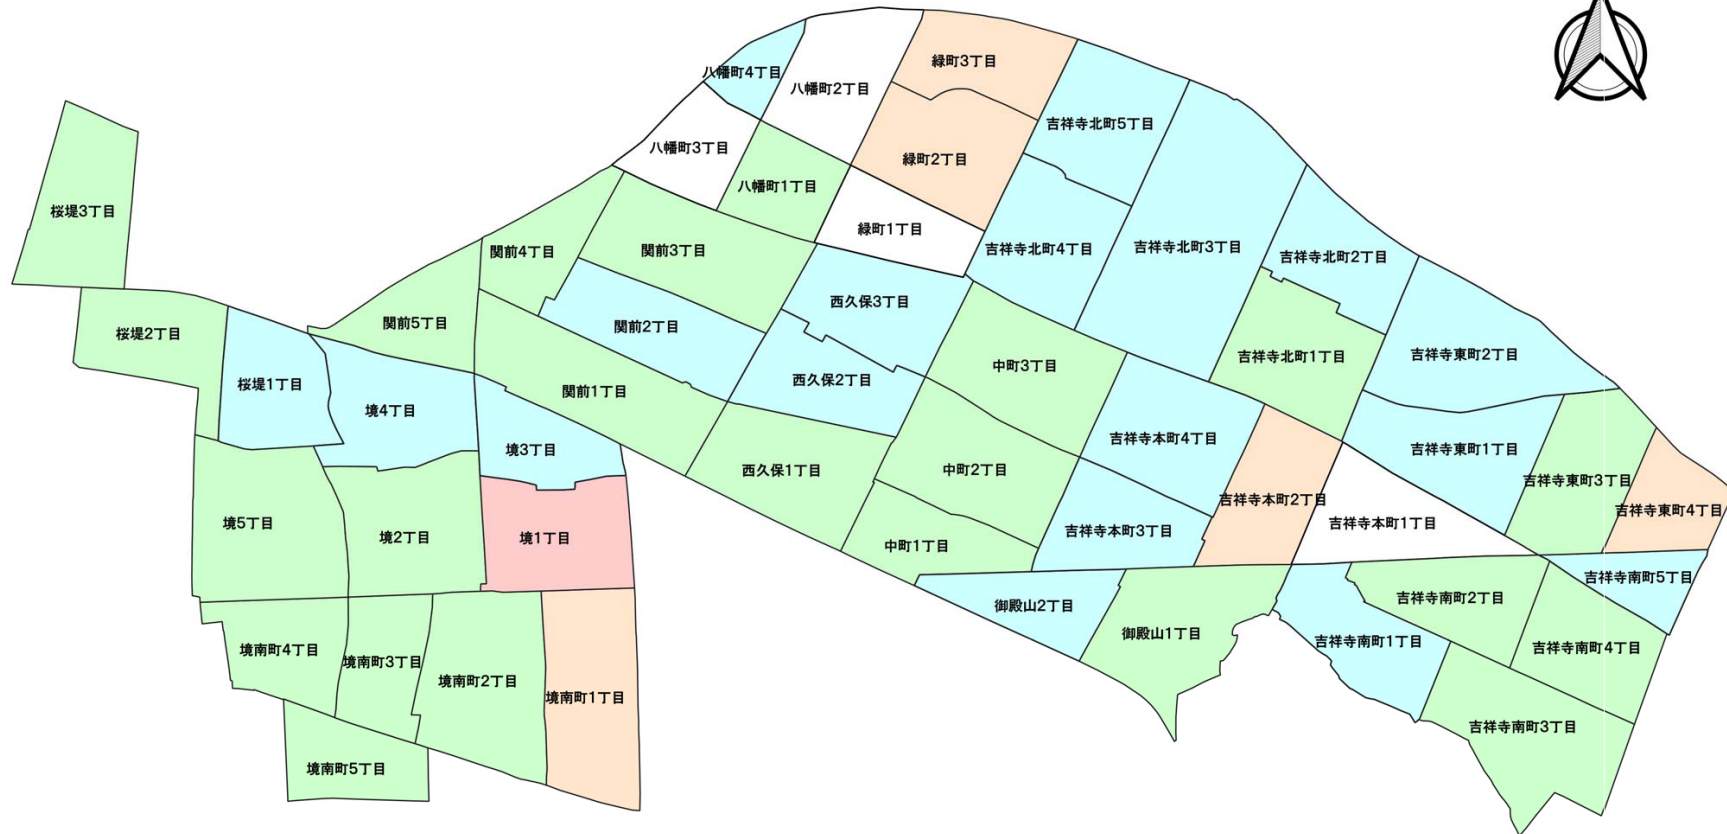 緑町3丁目
八幡町4丁目
八幡町2丁目
吉祥寺北町5丁目
八幡町3丁目
緑町2丁目
八幡町1丁目
桜堤3丁目
緑町1丁目
関前4丁目
関前3丁目
吉祥寺北町4丁目
吉祥寺北町3丁目
吉祥寺北町2丁目
西久保3丁目
関前5丁目
関前2丁目
桜堤2丁目
吉祥寺北町1丁目
吉祥寺東町2丁目
中町3丁目
西久保2丁目
桜堤1丁目
関前1丁目
境4丁目
吉祥寺本町4丁目
境3丁目
吉祥寺東町1丁目
西久保1丁目
中町2丁目
吉祥寺東町3丁目
吉祥寺本町2丁目
吉祥寺東町4丁目
境5丁目
吉祥寺本町1丁目
吉祥寺本町3丁目
境2丁目
境1丁目
中町1丁目
吉祥寺南町5丁目
吉祥寺南町2丁目
御殿山2丁目
御殿山1丁目
吉祥寺南町1丁目
吉祥寺南町4丁目
境南町4丁目
境南町3丁目
境南町2丁目
境南町1丁目
吉祥寺南町3丁目
境南町5丁目